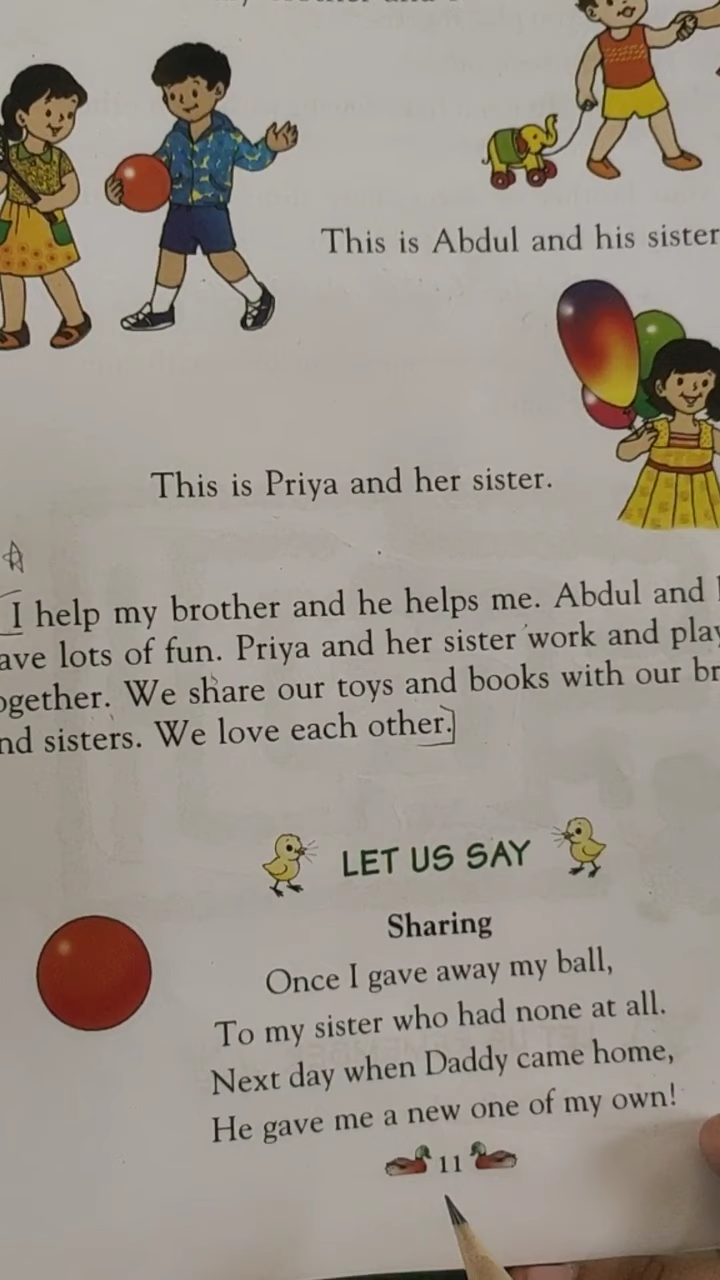 This is Abdul and his sister
This is Priya and her sister.
I help my brother and he helps me. Abdul and
ave lots of fun. Priya and her sister work and play
ogether. We share our toys and books with our br
nd sisters. We love each other.
LET US SAY
Sharing
Once I gave away my ball,
To my sister who had none at all.
Next day when Daddy came home,
He gave me a new one of my own!
11